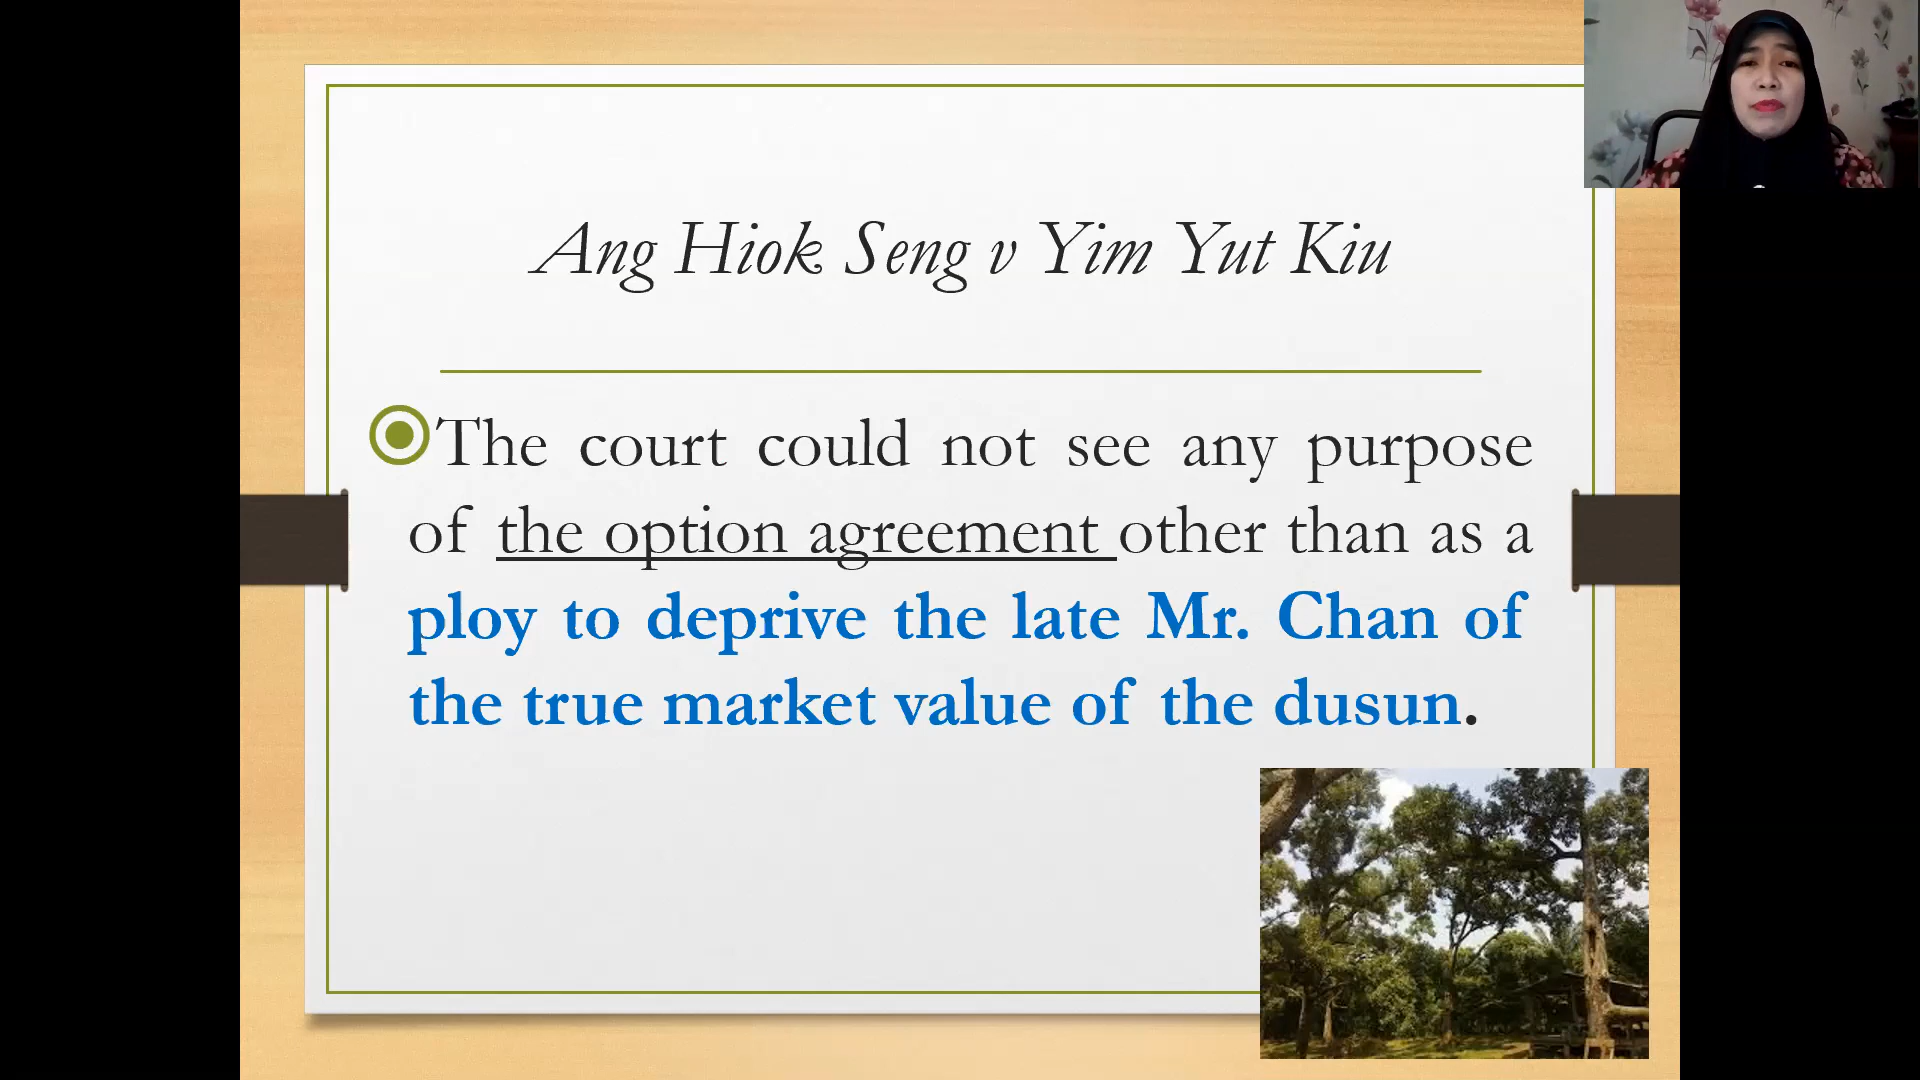 Ang Hiok Seng v Yim Yut Kiu
The court could not see any purpose
of the option agreement other than as a
ploy to deprive the late Mr. Chan of
the true market value of the dusun.